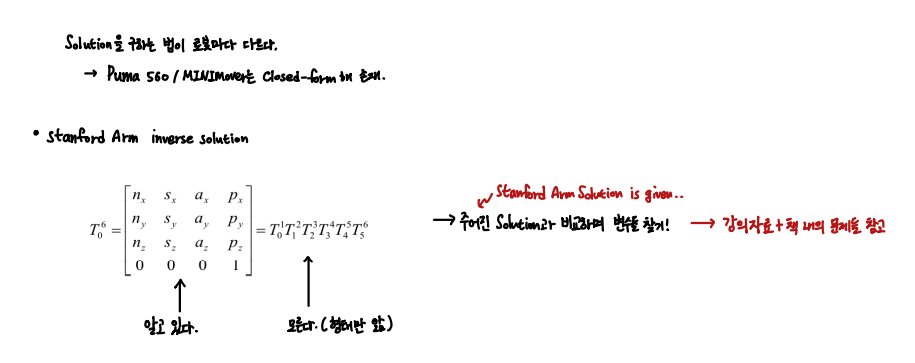 Solution을 구하는 법이 로봇마다 다르다.
→ Puma 560 / MINIMover는 Closed-form해 존재.
• Stanford Arm inverse solution
T_0^6 = [n_x s_x a_x p_x
n_y s_y a_y p_y
n_z s_z a_z p_z
0 0 0 1] = T_0^1 T_1^2 T_2^3 T_3^4 T_4^5 T_5^6
알고 있다.
모른다. (형태만 앎)
Stanford Arm Solution is given..
→ 주어진 Solution과 비교하며 변수를 찾기! → 강의자료 + 책 내의 문제들 참고